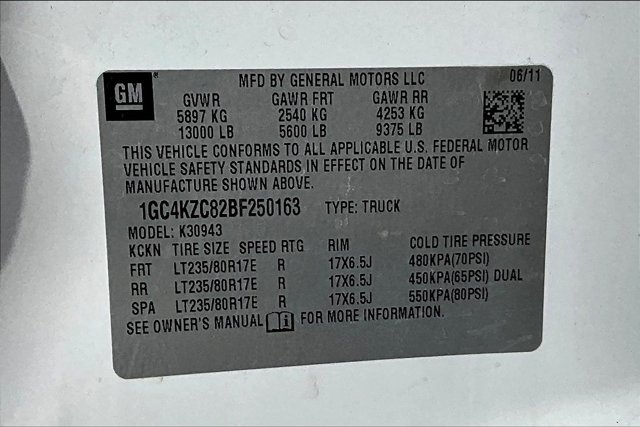 GM ® MFD BY GENERAL MOTORS LLC 06/11
GVWR GAWR FRT GAWR RR
5897 KG 2540 KG 4253 KG
13000 LB 5600 LB 9375 LB
THIS VEHICLE CONFORMS TO ALL APPLICABLE U.S. FEDERAL MOTOR
VEHICLE SAFETY STANDARDS IN EFFECT ON THE DATE OF
MANUFACTURE SHOWN ABOVE.
1GC4KZC82BF250163 TYPE: TRUCK
MODEL: K30943
KCKN TIRE SIZE SPEED RTG RIM COLD TIRE PRESSURE
FRT LT235/80R17E R 17X6.5J 480KPA(70PSI)
RR LT235/80R17E R 17X6.5J 450KPA(65PSI) DUAL
SPA LT235/80R17E R 17X6.5J 550KPA(80PSI)
SEE OWNER'S MANUAL FOR MORE INFORMATION.